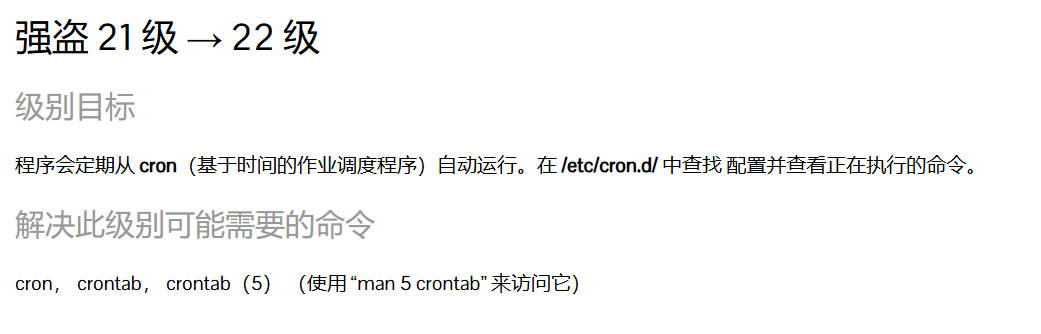 强盗 21 级 → 22 级
级别目标
程序会定期从 cron（基于时间的作业调度程序）自动运行。在 /etc/cron.d/ 中查找 配置并查看正在执行的命令。
解决此级别可能需要的命令
cron， crontab， crontab（5） （使用 “man 5 crontab” 来访问它）